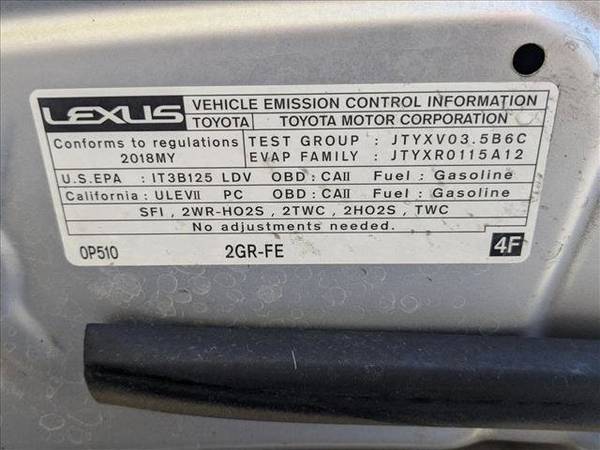 LEXUS VEHICLE EMISSION CONTROL INFORMATION
TOYOTA TOYOTA MOTOR CORPORATION
Conforms to regulations
2018MY
TEST GROUP : JTYXV03.5B6C
EVAP FAMILY : JTYXR0115A12
U.S.EPA : IT3B125 LDV OBD : CAII Fuel : Gasoline
California : ULEVII PC OBD : CAII Fuel : Gasoline
SFI , 2WR-HO2S , 2TWC , 2HO2S , TWC
No adjustments needed.
0P510 2GR-FE 4F